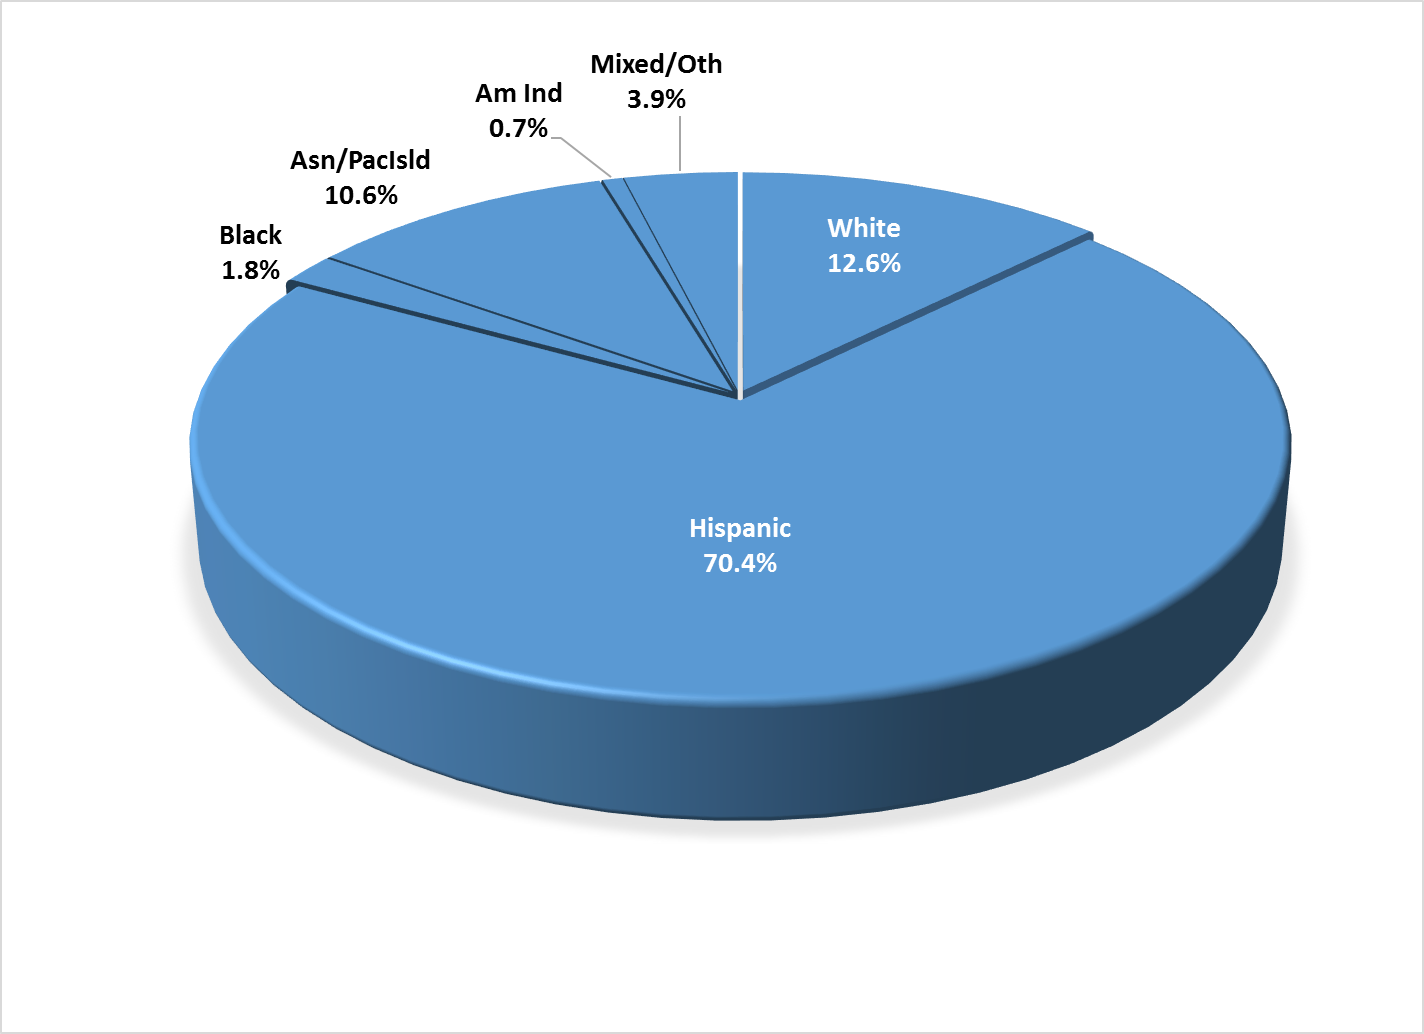 Mixed/Oth
3.9%
Am Ind
0.7%
Asn/PacIsld
10.6%
Black
1.8%
White
12.6%
Hispanic
70.4%